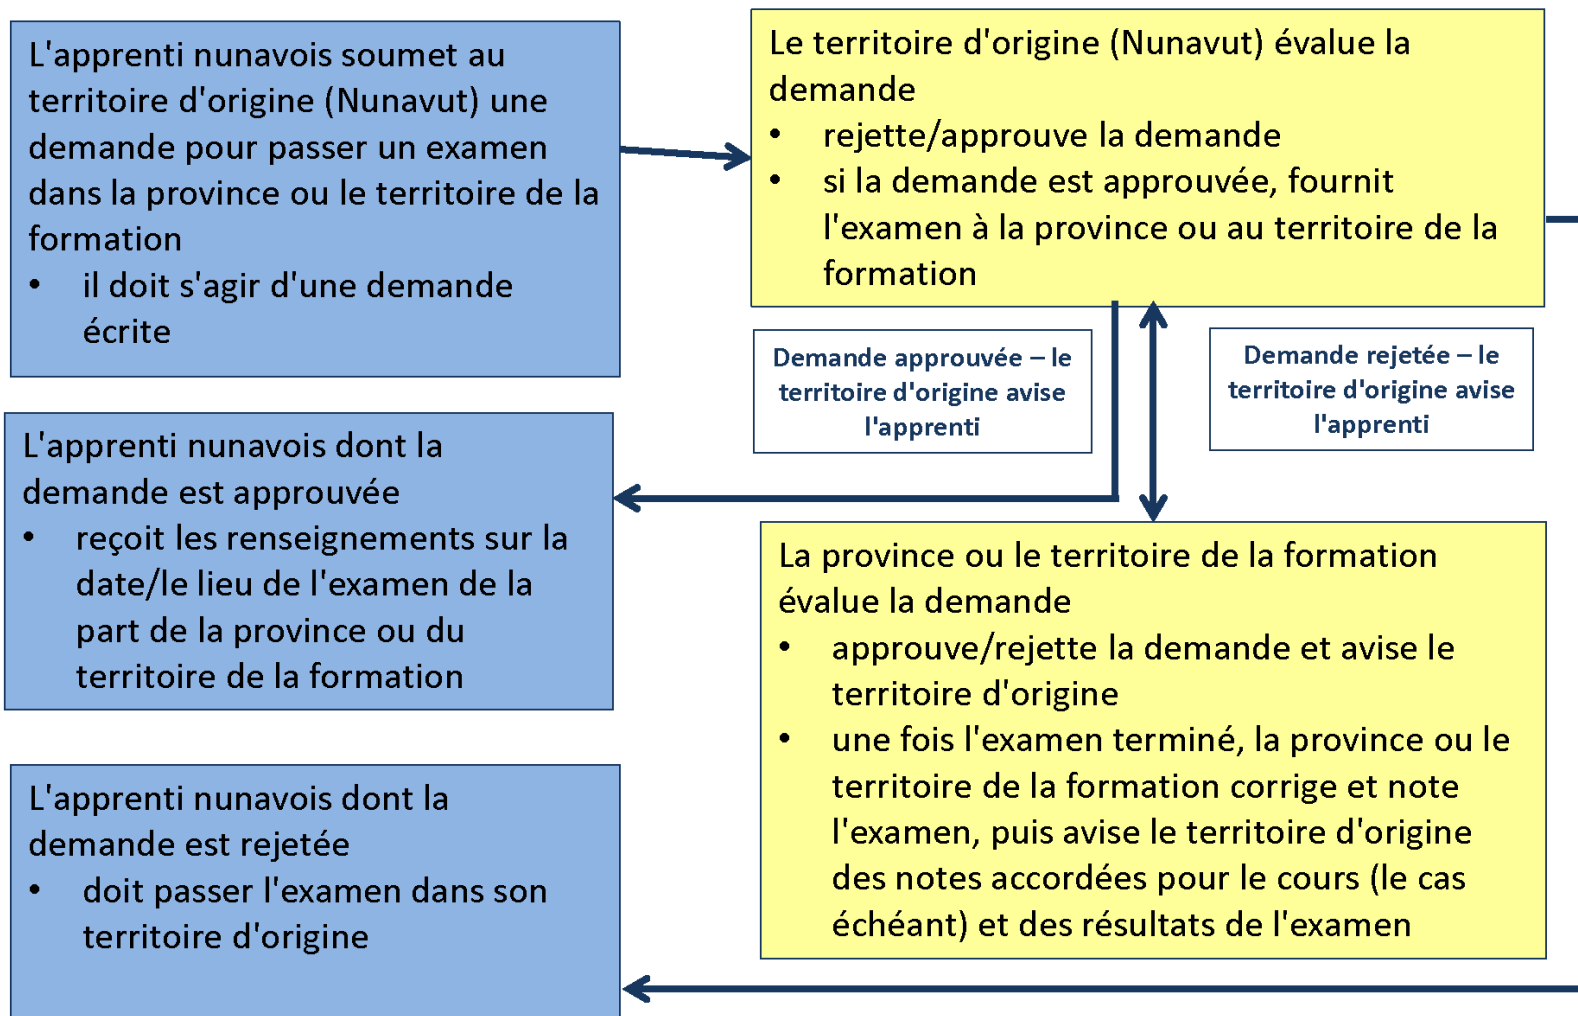 L'apprenti nunavois soumet au
territoire d'origine (Nunavut) une
demande pour passer un examen
dans la province ou le territoire de la
formation
• il doit s'agir d'une demande
écrite
Le territoire d'origine (Nunavut) évalue la
demande
• rejette/approuve la demande
• si la demande est approuvée, fournit
l'examen à la province ou au territoire de la
formation
Demande approuvée – le
territoire d'origine avise
l'apprenti
Demande rejetée – le
territoire d'origine avise
l'apprenti
L'apprenti nunavois dont la
demande est approuvée
• reçoit les renseignements sur la
date/le lieu de l'examen de la
part de la province ou du
territoire de la formation
La province ou le territoire de la formation
évalue la demande
• approuve/rejette la demande et avise le
territoire d'origine
• une fois l'examen terminé, la province ou le
territoire de la formation corrige et note
l'examen, puis avise le territoire d'origine
des notes accordées pour le cours (le cas
échéant) et des résultats de l'examen
L'apprenti nunavois dont la
demande est rejetée
• doit passer l'examen dans son
territoire d'origine